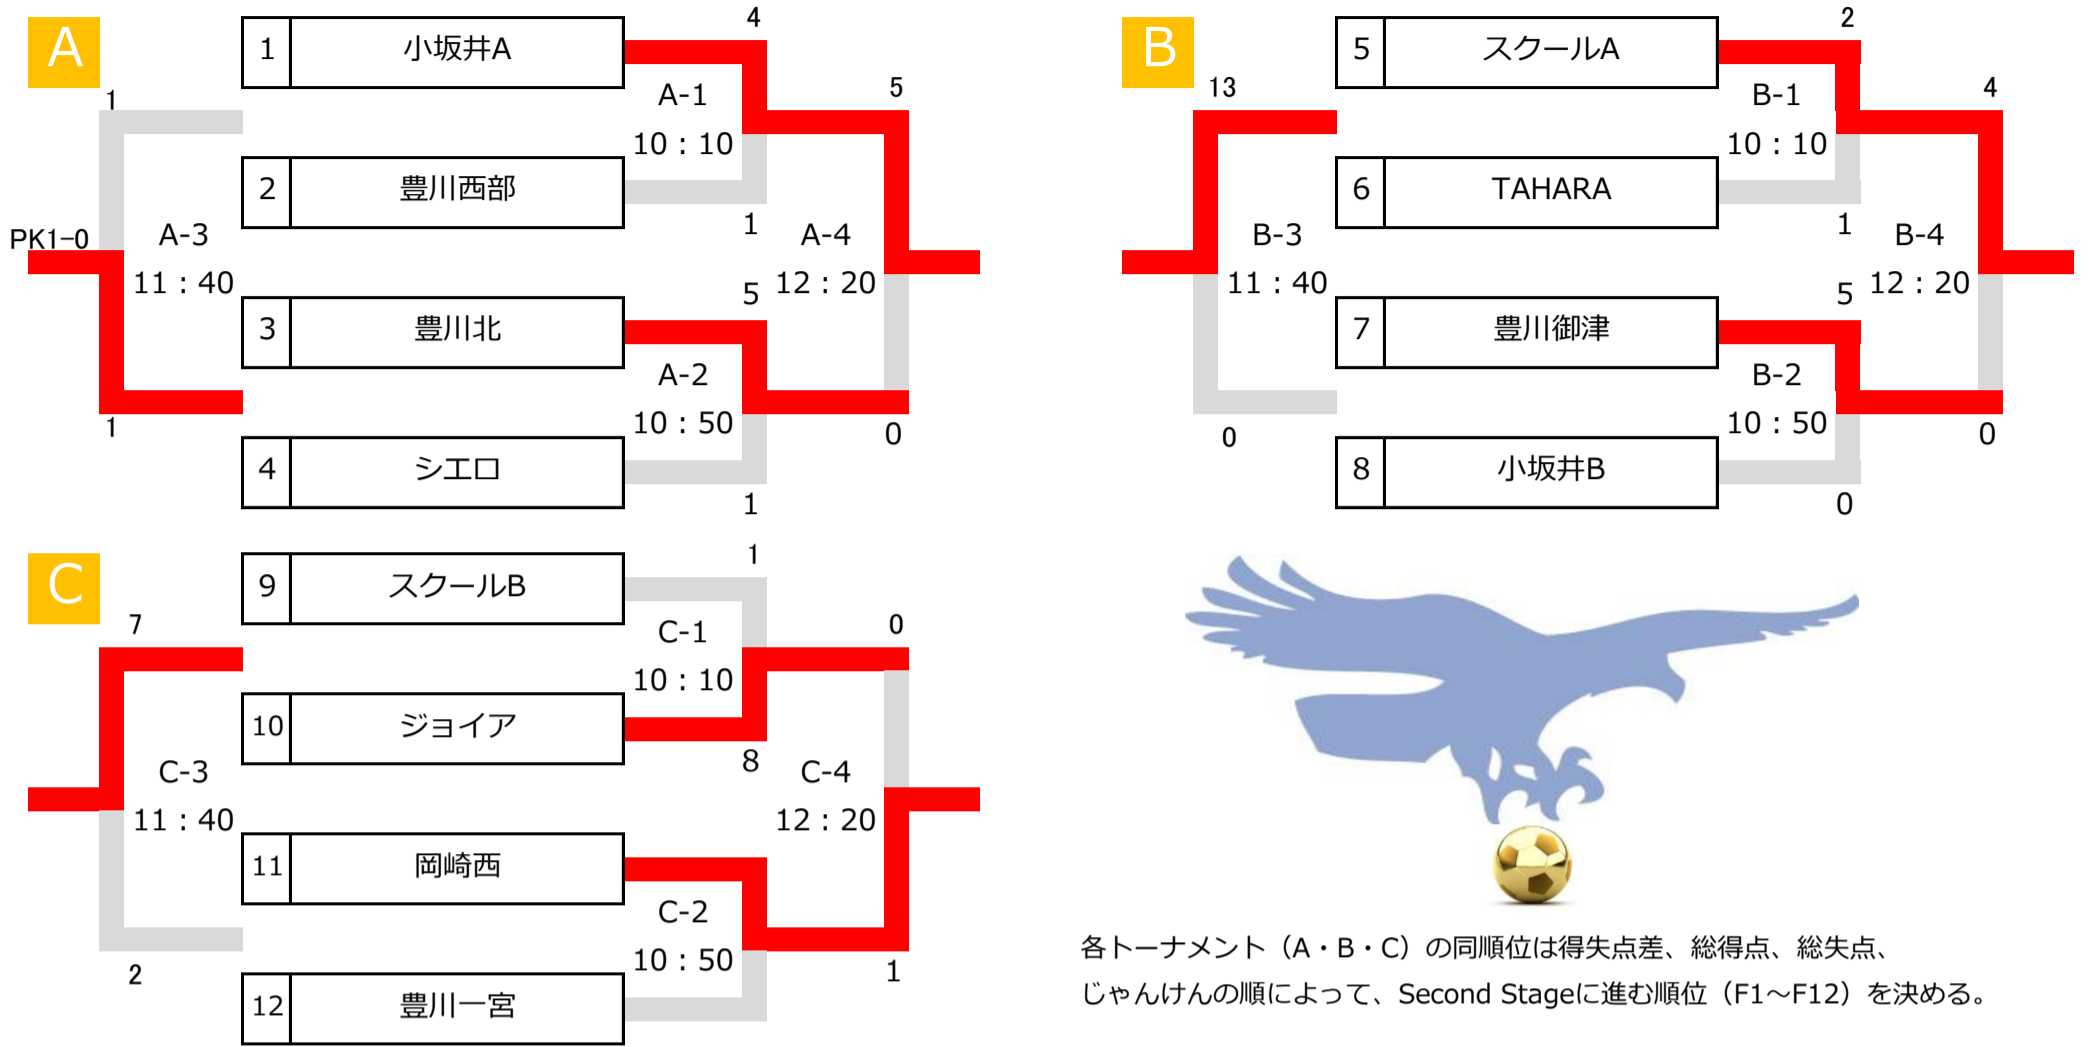 A
1 小坂井A
4
A-1
10：10
2 豊川西部
1
5
1
PK1-0
A-3
11：40
3 豊川北
5
A-2
10：50
4 シエロ
1
A-4
12：20
0
1
B
5 スクールA
2
B-1
10：10
6 TAHARA
1
4
13
B-3
11：40
7 豊川御津
5
B-2
10：50
8 小坂井B
0
B-4
12：20
0
0
C
9 スクールB
1
C-1
10：10
10 ジョイア
8
0
7
C-3
11：40
11 岡崎西
C-2
10：50
12 豊川一宮
C-4
12：20
1
2
各トーナメント（A・B・C）の同順位は得失点差、総得点、総失点、
じゃんけんの順によって、Second Stageに進む順位（F1～F12）を決める。